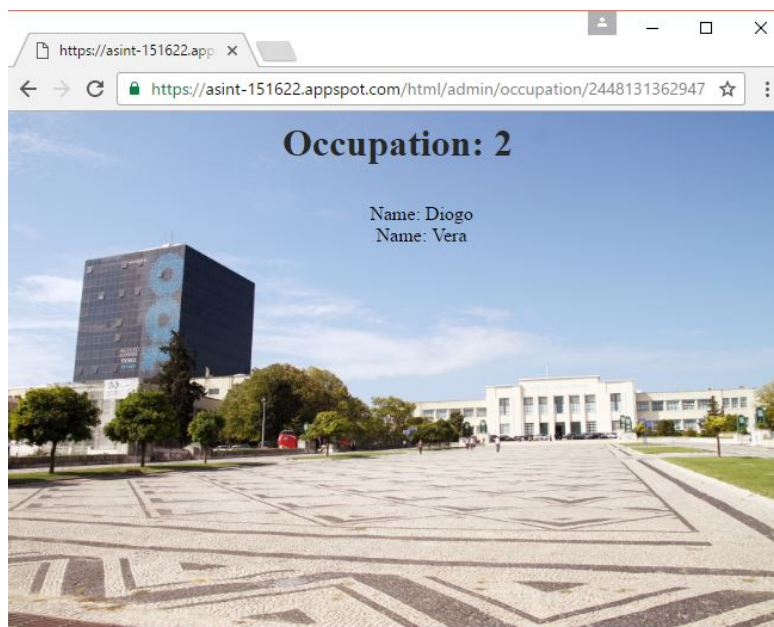 https://asint-151622.app
https://asint-151622.appspot.com/html/admin/occupation/2448131362947
Occupation: 2
Name: Diogo
Name: Vera